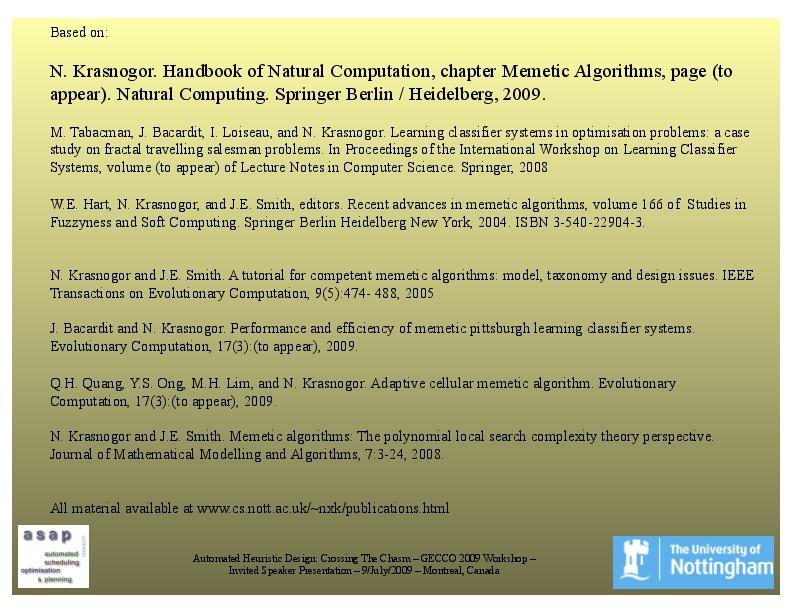 Based on:
N. Krasnogor. Handbook of Natural Computation, chapter Memetic Algorithms, page (to
appear). Natural Computing. Springer Berlin / Heidelberg, 2009.
M. Tabacman, J. Bacardit, I. Loiseau, and N. Krasnogor. Learning classifier systems in optimisation problems: a case
study on fractal travelling salesman problems. In Proceedings of the International Workshop on Learning Classifier
Systems, volume (to appear) of Lecture Notes in Computer Science. Springer, 2008
W.E. Hart, N. Krasnogor, and J.E. Smith, editors. Recent advances in memetic algorithms, volume 166 of Studies in
Fuzzyness and Soft Computing. Springer Berlin Heidelberg New York, 2004. ISBN 3-540-22904-3.
N. Krasnogor and J.E. Smith. A tutorial for competent memetic algorithms: model, taxonomy and design issues. IEEE
Transactions on Evolutionary Computation, 9(5):474- 488, 2005
J. Bacardit and N. Krasnogor. Performance and efficiency of memetic pittsburgh learning classifier systems.
Evolutionary Computation, 17(3):(to appear), 2009.
Q.H. Quang, Y.S. Ong, M.H. Lim, and N. Krasnogor. Adaptive cellular memetic algorithm. Evolutionary
Computation, 17(3):(to appear), 2009.
N. Krasnogor and J.E. Smith. Memetic algorithms: The polynomial local search complexity theory perspective.
Journal of Mathematical Modelling and Algorithms, 7:3-24, 2008.
All material available at www.cs.nott.ac.uk/~nxk/publications.html
asap
research
automated
scheduling
optimisation
& planning
Automated Heuristic Design: Crossing The Chasm – GECCO 2009 Workshop –
Invited Speaker Presentation – 9/July/2009 – Montreal, Canada
The University of
Nottingham